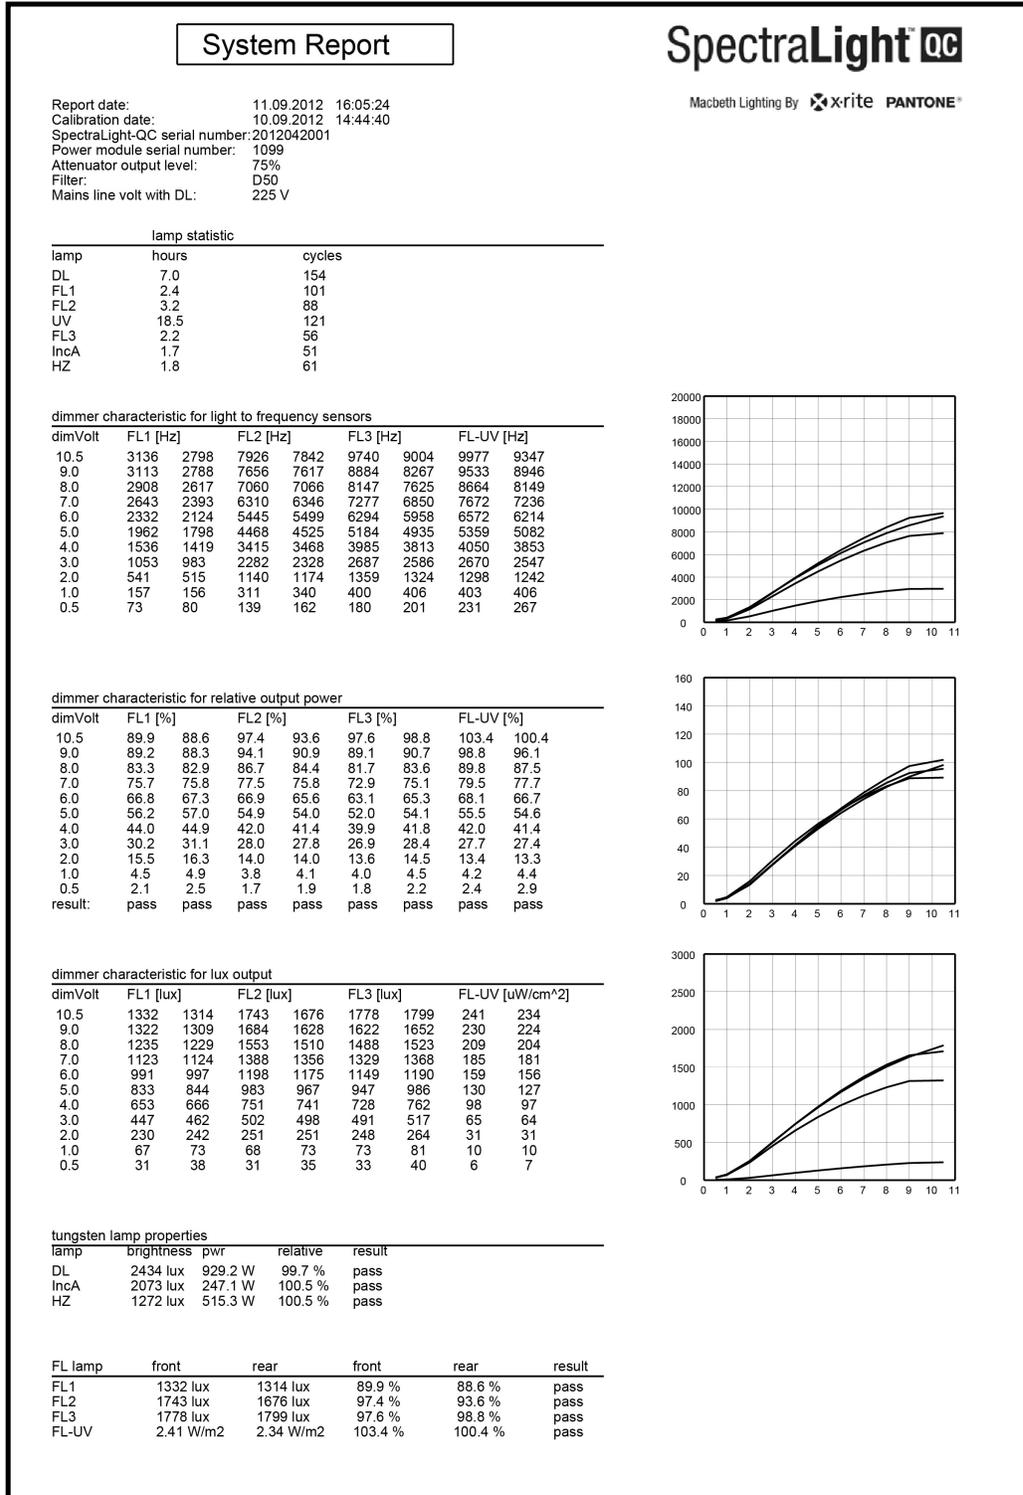 System Report
SpectraLight™ QC
Macbeth Lighting By x·rite PANTONE®
Report date: 11.09.2012 16:05:24
Calibration date: 10.09.2012 14:44:40
SpectraLight-QC serial number: 2012042001
Power module serial number: 1099
Attenuator output level: 75%
Filter: D50
Mains line volt with DL: 225 V
lamp statistic
lamp hours cycles
DL 7.0 154
FL1 2.4 101
FL2 3.2 88
UV 18.5 121
FL3 2.2 56
IncA 1.7 51
HZ 1.8 61
dimmer characteristic for light to frequency sensors
dimVolt FL1 [Hz] FL2 [Hz] FL3 [Hz] FL-UV [Hz]
10.5 3136 2798 7926 7842 9740 9004 9977 9347
9.0 3113 2788 7656 7617 8884 8267 9533 8946
8.0 2908 2617 7060 7066 8147 7625 8664 8149
7.0 2643 2393 6310 6346 7277 6850 7672 7236
6.0 2332 2124 5445 5499 6294 5958 6572 6214
5.0 1962 1798 4468 4525 5184 4935 5359 5082
4.0 1536 1419 3415 3468 3985 3813 4050 3853
3.0 1053 983 2282 2328 2687 2586 2670 2547
2.0 541 515 1140 1174 1359 1324 1298 1242
1.0 157 156 311 340 400 406 403 406
0.5 73 80 139 162 180 201 231 267
20000
18000
16000
14000
12000
10000
8000
6000
4000
2000
0
0 1 2 3 4 5 6 7 8 9 10 11
dimmer characteristic for relative output power
dimVolt FL1 [%] FL2 [%] FL3 [%] FL-UV [%]
10.5 89.9 88.6 97.4 93.6 97.6 98.8 103.4 100.4
9.0 89.2 88.3 94.1 90.9 89.1 90.7 98.8 96.1
8.0 83.3 82.9 86.7 84.4 81.7 83.6 89.8 87.5
7.0 75.7 75.8 77.5 75.8 72.9 75.1 79.5 77.7
6.0 66.8 67.3 66.9 65.6 63.1 65.3 68.1 66.7
5.0 56.2 57.0 54.9 54.0 52.0 54.1 55.5 54.6
4.0 44.0 44.9 42.0 41.4 39.9 41.8 42.0 41.4
3.0 30.2 31.1 28.0 27.8 26.9 28.4 27.7 27.4
2.0 15.5 16.3 14.0 14.0 13.6 14.5 13.4 13.3
1.0 4.5 4.9 3.8 4.1 4.0 4.5 4.2 4.4
0.5 2.1 2.5 1.7 1.9 1.8 2.2 2.4 2.9
result: pass pass pass pass pass pass pass pass
160
140
120
100
80
60
40
20
0
0 1 2 3 4 5 6 7 8 9 10 11
dimmer characteristic for lux output
dimVolt FL1 [lux] FL2 [lux] FL3 [lux] FL-UV [uW/cm^2]
10.5 1332 1314 1743 1676 1778 1799 241 234
9.0 1322 1309 1684 1628 1622 1652 230 224
8.0 1235 1229 1553 1510 1488 1523 209 204
7.0 1123 1124 1388 1356 1329 1368 185 181
6.0 991 997 1198 1175 1149 1190 159 156
5.0 833 844 983 967 947 986 130 127
4.0 653 666 751 741 728 762 98 97
3.0 447 462 502 498 491 517 65 64
2.0 230 242 251 251 248 264 31 31
1.0 67 73 68 73 73 81 10 10
0.5 31 38 31 35 33 40 6 7
3000
2500
2000
1500
1000
500
0
0 1 2 3 4 5 6 7 8 9 10 11
tungsten lamp properties
lamp brightness pwr relative result
DL 2434 lux 929.2 W 99.7 % pass
IncA 2073 lux 247.1 W 100.5 % pass
HZ 1272 lux 515.3 W 100.5 % pass
FL lamp front rear front rear result
FL1 1332 lux 1314 lux 89.9 % 88.6 % pass
FL2 1743 lux 1676 lux 97.4 % 93.6 % pass
FL3 1778 lux 1799 lux 97.6 % 98.8 % pass
FL-UV 2.41 W/m2 2.34 W/m2 103.4 % 100.4 % pass